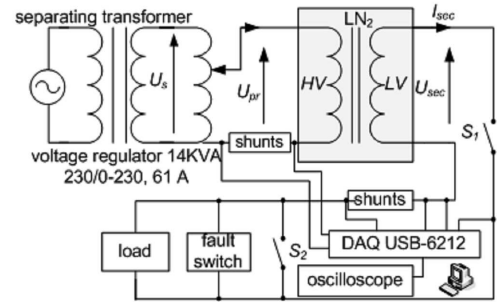 separating transformer
LN2
Isec
Us
Upr
HV
LV
Usec
S1
shunts
voltage regulator 14KVA
230/0-230, 61 A
shunts
load
fault
switch
S2
DAQ USB-6212
oscilloscope